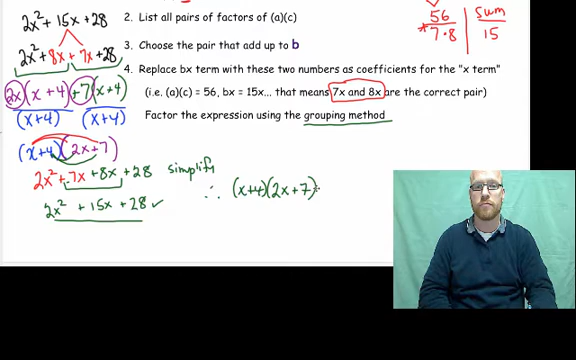 2x² + 15x + 28
2x² + 8x + 7x + 28
2x(x + 4) + 7(x + 4)
(x+4) (x+4)
(x+4)(2x+7)
2x² + 7x + 8x + 28
2x² + 15x + 28 ✓
2. List all pairs of factors of (a)(c)
3. Choose the pair that add up to b
4. Replace bx term with these two numbers as coefficients for the "x term"
(i.e. (a)(c) = 56, bx = 15x... that means 7x and 8x are the correct pair)
Factor the expression using the grouping method
simplify
∴ (x+4)(2x+7)
56 sum
*7·8 15